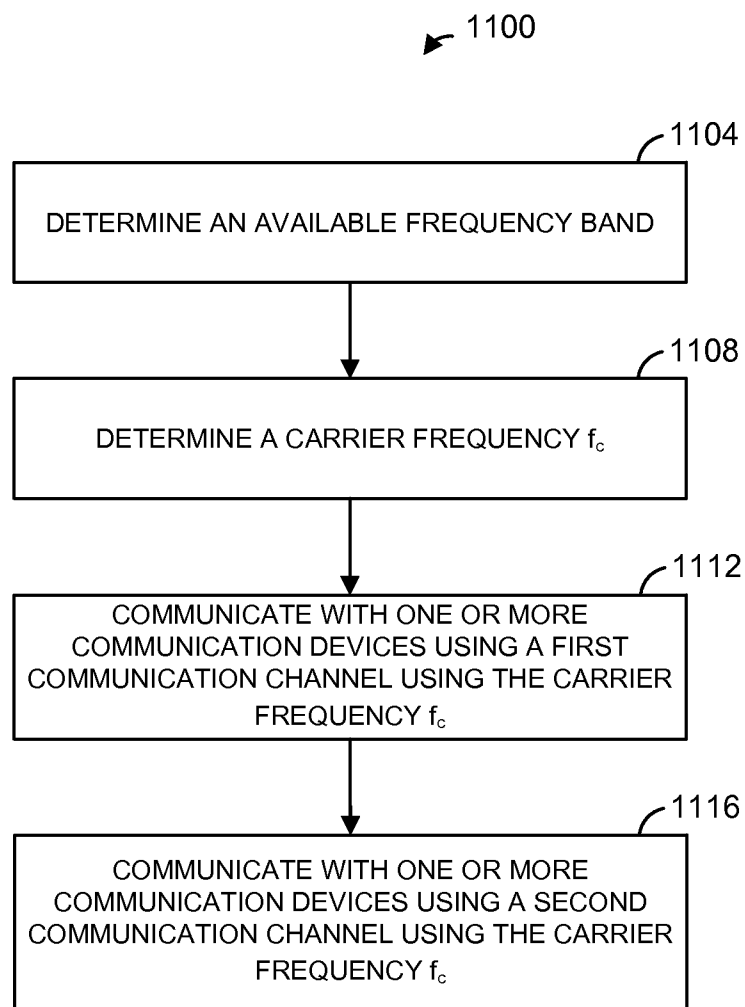 1100
1104
DETERMINE AN AVAILABLE FREQUENCY BAND
1108
DETERMINE A CARRIER FREQUENCY fc
1112
COMMUNICATE WITH ONE OR MORE
COMMUNICATION DEVICES USING A FIRST
COMMUNICATION CHANNEL USING THE CARRIER
FREQUENCY fc
1116
COMMUNICATE WITH ONE OR MORE
COMMUNICATION DEVICES USING A SECOND
COMMUNICATION CHANNEL USING THE CARRIER
FREQUENCY fc